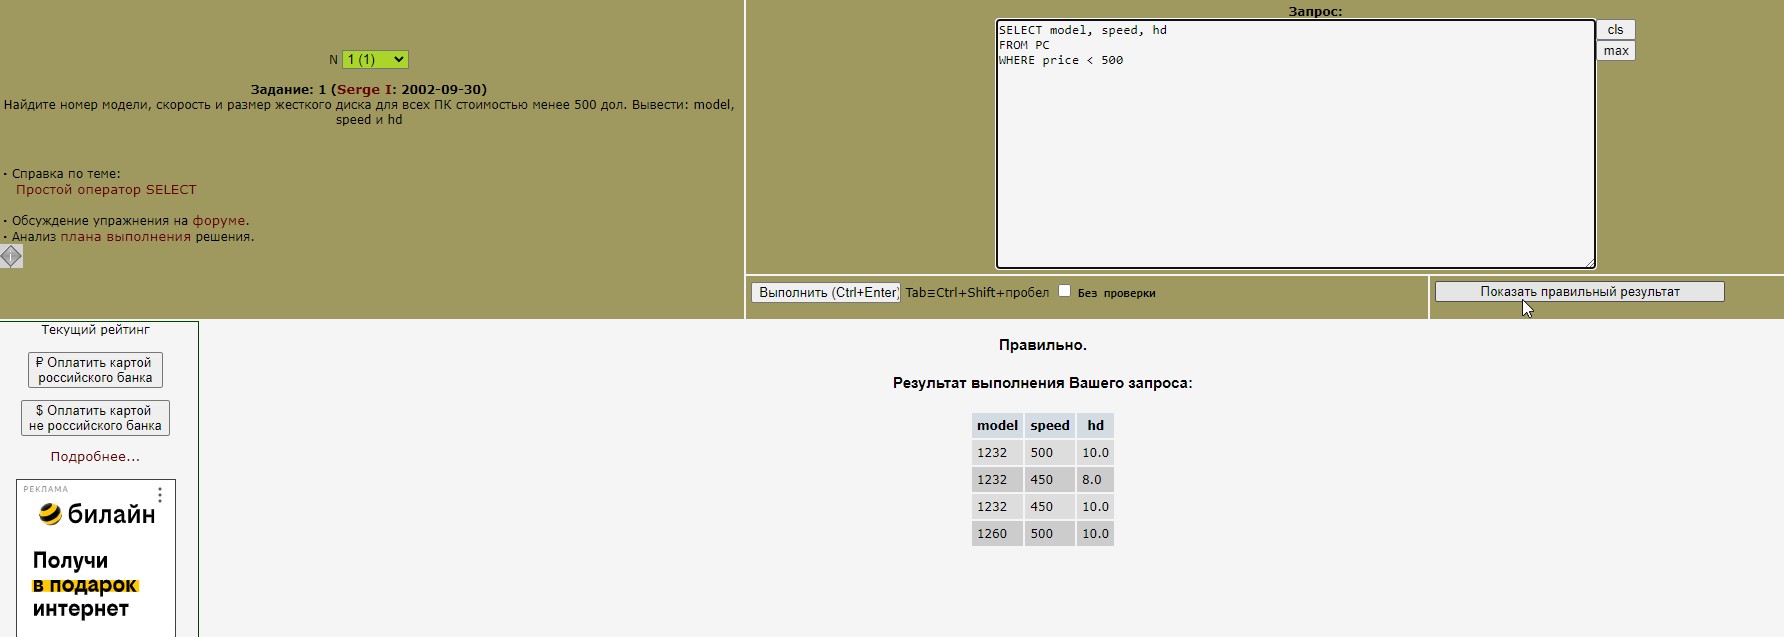 N 1 (1)
Задание: 1 (Serge I: 2002-09-30)
Найдите номер модели, скорость и размер жесткого диска для всех ПК стоимостью менее 500 дол. Вывести: model,
speed и hd
· Справка по теме:
Простой оператор SELECT
· Обсуждение упражнения на форуме.
· Анализ плана выполнения решения.
Запрос:
SELECT model, speed, hd
FROM PC
WHERE price < 500
cls
max
Выполнить (Ctrl+Enter) Tab≡Ctrl+Shift+пробел Без проверки
Показать правильный результат
Текущий рейтинг
₽ Оплатить картой
российского банка
$ Оплатить картой
не российского банка
Подробнее...
РЕКЛАМА
билайн
Получи
в подарок
интернет
Правильно.
Результат выполнения Вашего запроса:
model speed hd
1232 500 10.0
1232 450 8.0
1232 450 10.0
1260 500 10.0